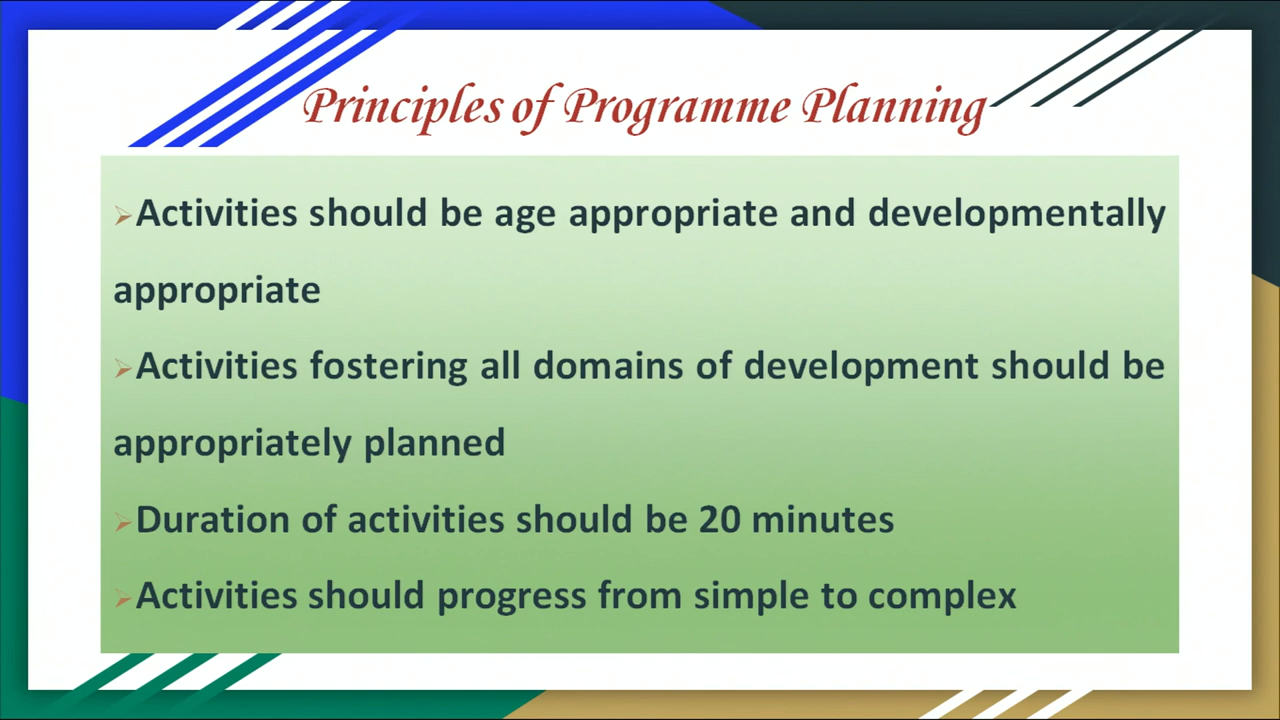 Principles of Programme Planning
➢Activities should be age appropriate and developmentally
appropriate
➢Activities fostering all domains of development should be
appropriately planned
➢Duration of activities should be 20 minutes
➢Activities should progress from simple to complex